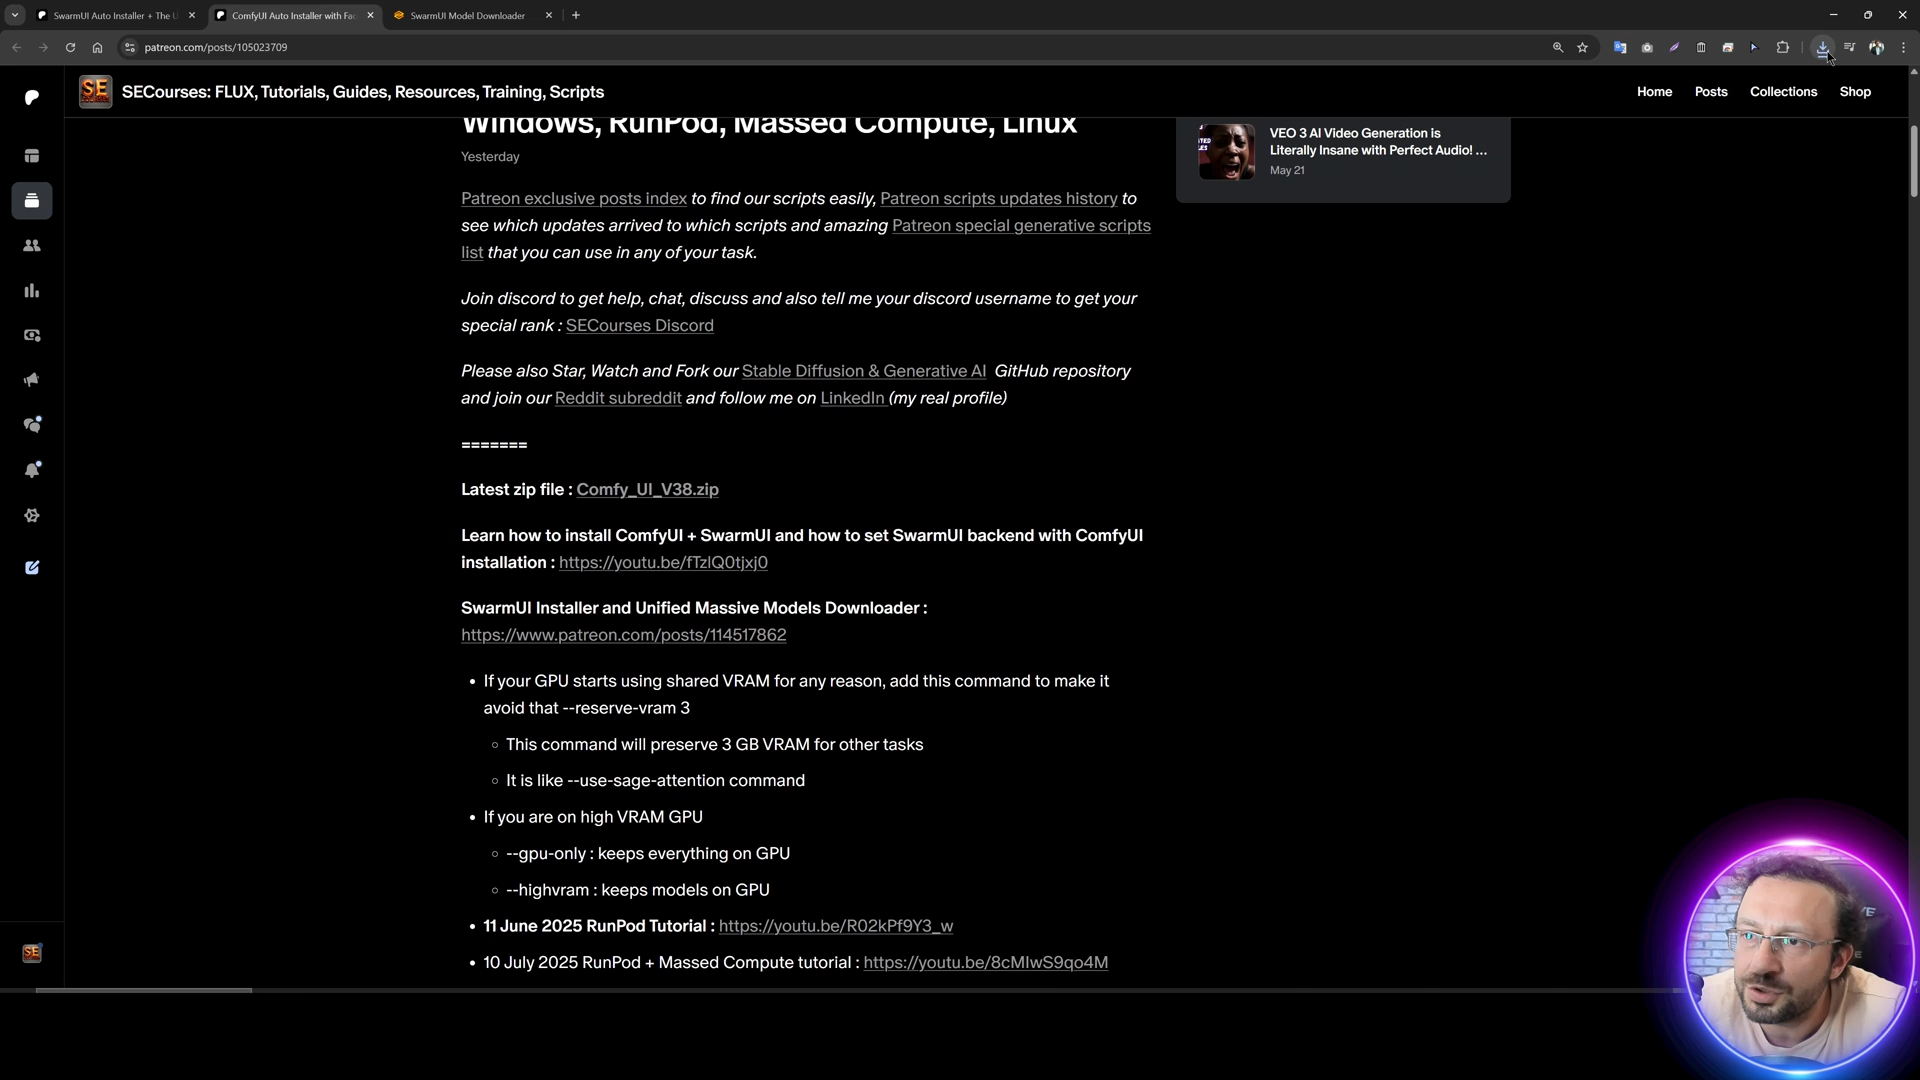 SwarmUI Auto Installer + The U
ComfyUI Auto Installer with Fac
SwarmUI Model Downloader
patreon.com/posts/105023709
SECourses: FLUX, Tutorials, Guides, Resources, Training, Scripts
Home
Posts
Collections
Shop
Windows, RunPod, Massed Compute, Linux
Yesterday
VEO 3 AI Video Generation is
Literally Insane with Perfect Audio! ...
May 21
Patreon exclusive posts index to find our scripts easily, Patreon scripts updates history to
see which updates arrived to which scripts and amazing Patreon special generative scripts
list that you can use in any of your task.
Join discord to get help, chat, discuss and also tell me your discord username to get your
special rank : SECourses Discord
Please also Star, Watch and Fork our Stable Diffusion & Generative AI GitHub repository
and join our Reddit subreddit and follow me on LinkedIn (my real profile)
=======
Latest zip file : Comfy_UI_V38.zip
Learn how to install ComfyUI + SwarmUI and how to set SwarmUI backend with ComfyUI
installation : https://youtu.be/fTzlQ0tjxj0
SwarmUI Installer and Unified Massive Models Downloader :
https://www.patreon.com/posts/114517862
• If your GPU starts using shared VRAM for any reason, add this command to make it
avoid that --reserve-vram 3
◦ This command will preserve 3 GB VRAM for other tasks
◦ It is like --use-sage-attention command
• If you are on high VRAM GPU
◦ --gpu-only : keeps everything on GPU
◦ --highvram : keeps models on GPU
• 11 June 2025 RunPod Tutorial : https://youtu.be/R02kPf9Y3_w
• 10 July 2025 RunPod + Massed Compute tutorial : https://youtu.be/8cMIwS9qo4M